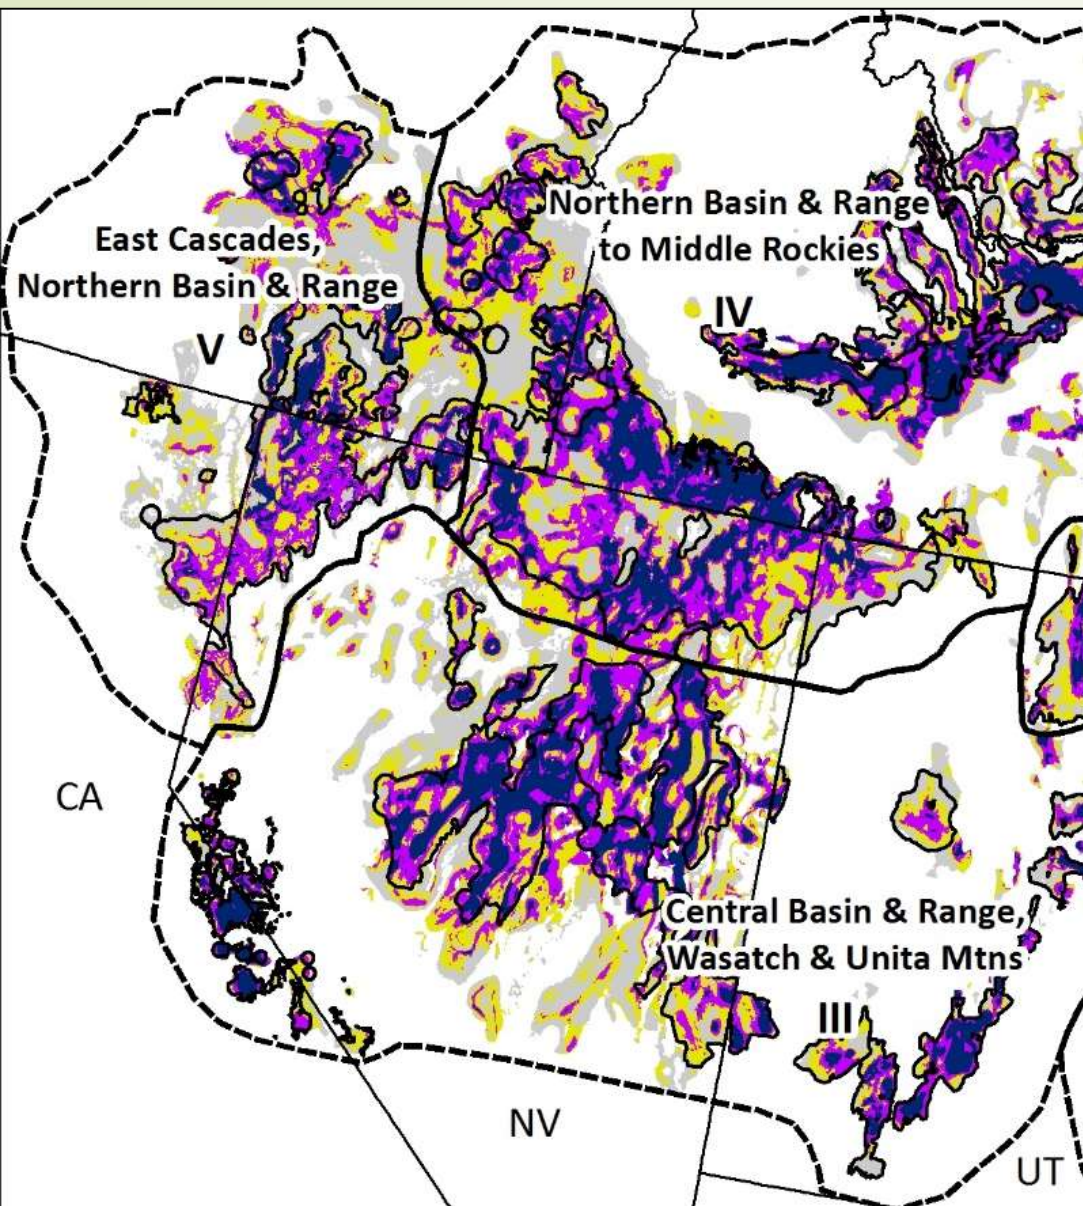 Northern Basin & Range
to Middle Rockies
IV
East Cascades,
Northern Basin & Range
V
CA
Central Basin & Range,
Wasatch & Unita Mtns
III
NV
UT